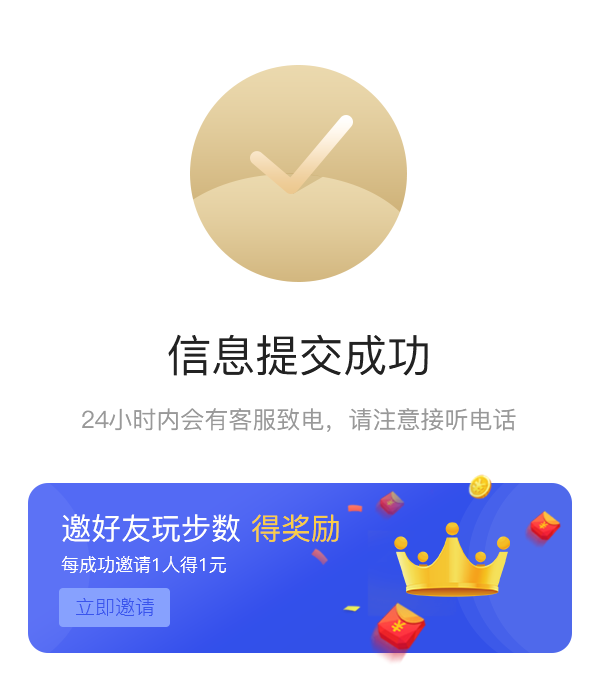 信息提交成功
24小时内会有客服致电，请注意接听电话
邀好友玩步数 得奖励
每成功邀请1人得1元
立即邀请